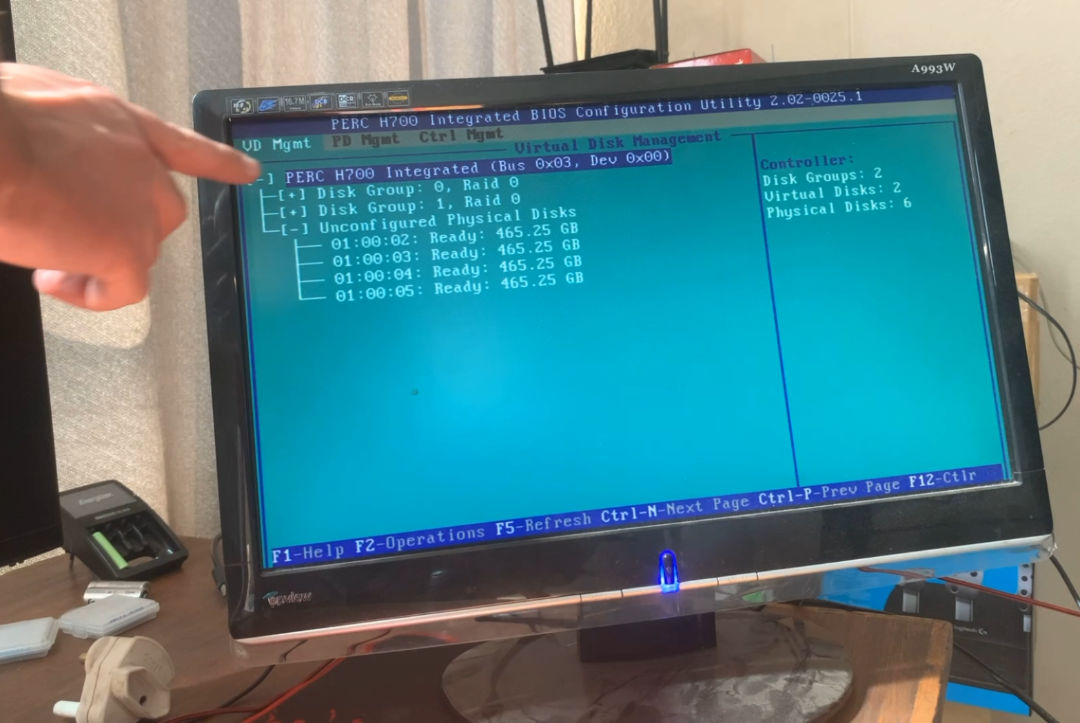 A993W
16.7M
PERC H700 Integrated BIOS Configuration Utility 2.02-0025.1
VD Mgmt PD Mgmt Ctrl Mgmt
Virtual Disk Management
[-] PERC H700 Integrated (Bus 0x03, Dev 0x00)
[+] Disk Group: 0, Raid 0
[+] Disk Group: 1, Raid 0
[-] Unconfigured Physical Disks
01:00:02: Ready: 465.25 GB
01:00:03: Ready: 465.25 GB
01:00:04: Ready: 465.25 GB
01:00:05: Ready: 465.25 GB
Controller:
Disk Groups: 2
Virtual Disks: 2
Physical Disks: 6
F1-Help F2-Operations F5-Refresh Ctrl-N-Next Page Ctrl-P-Prev Page F12-Ctlr
Energizer